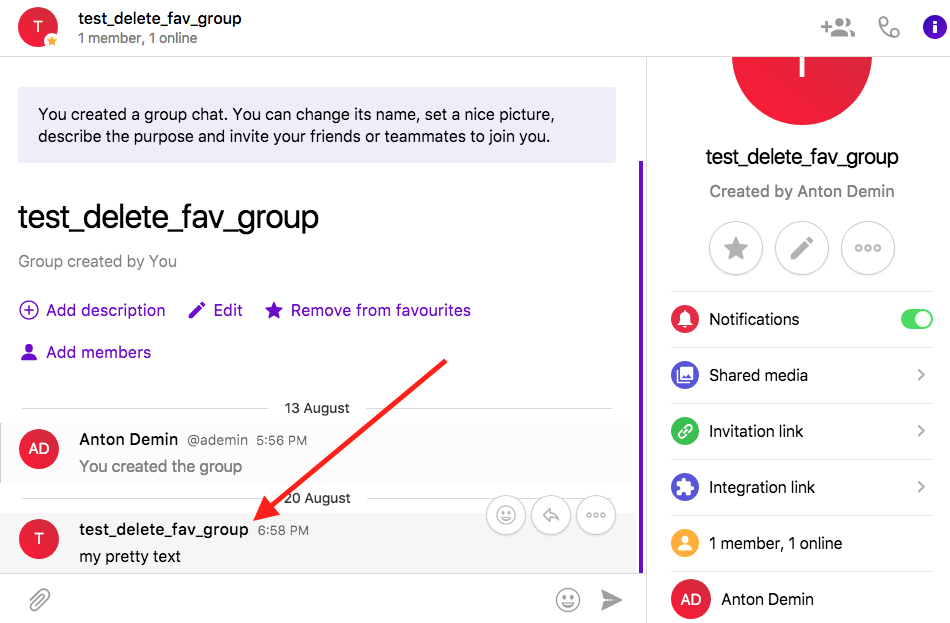 T
test_delete_fav_group
1 member, 1 online
You created a group chat. You can change its name, set a nice picture,
describe the purpose and invite your friends or teammates to join you.
test_delete_fav_group
Group created by You
Add description
Edit
Remove from favourites
Add members
13 August
AD
Anton Demin @ademin 5:56 PM
You created the group
20 August
T
test_delete_fav_group 6:58 PM
my pretty text
test_delete_fav_group
Created by Anton Demin
Notifications
Shared media
Invitation link
Integration link
1 member, 1 online
AD
Anton Demin